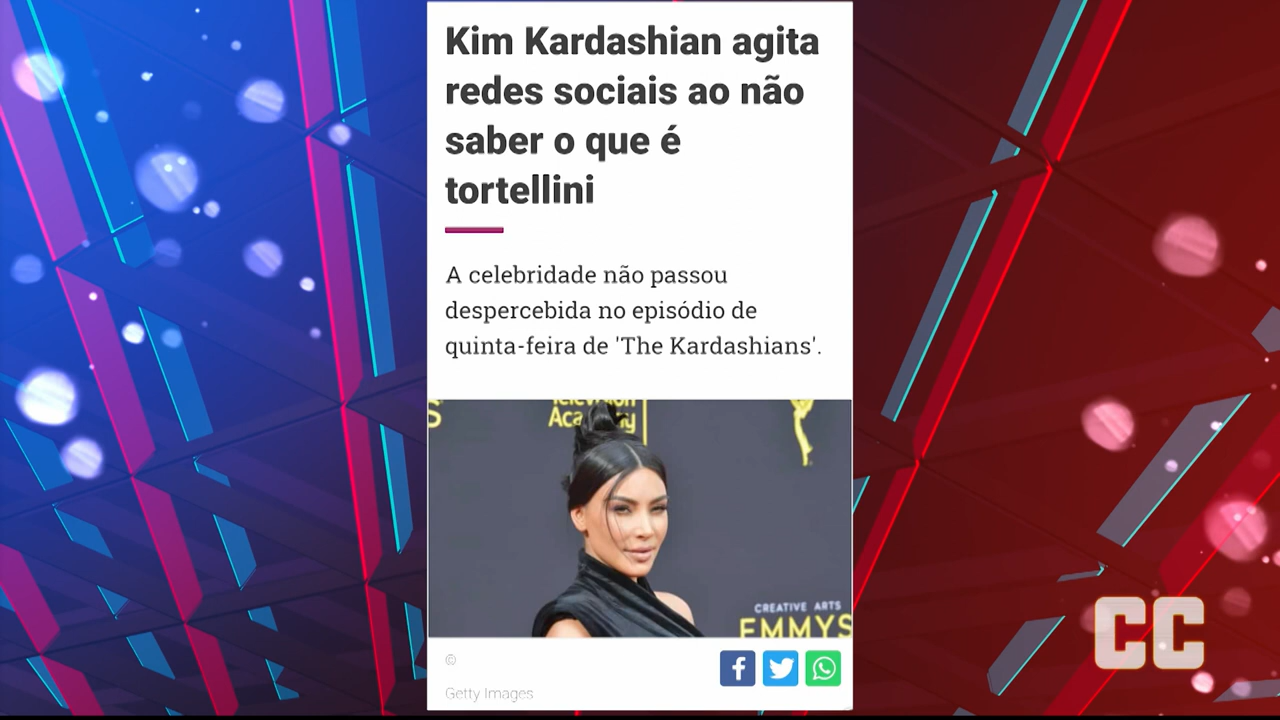 Kim Kardashian agita
redes sociais ao não
saber o que é
tortellini
A celebridade não passou
despercebida no episódio de
quinta-feira de 'The Kardashians'.
S
Television
Academy
CREATIVE ARTS
EMMYS
©
Getty Images
CC